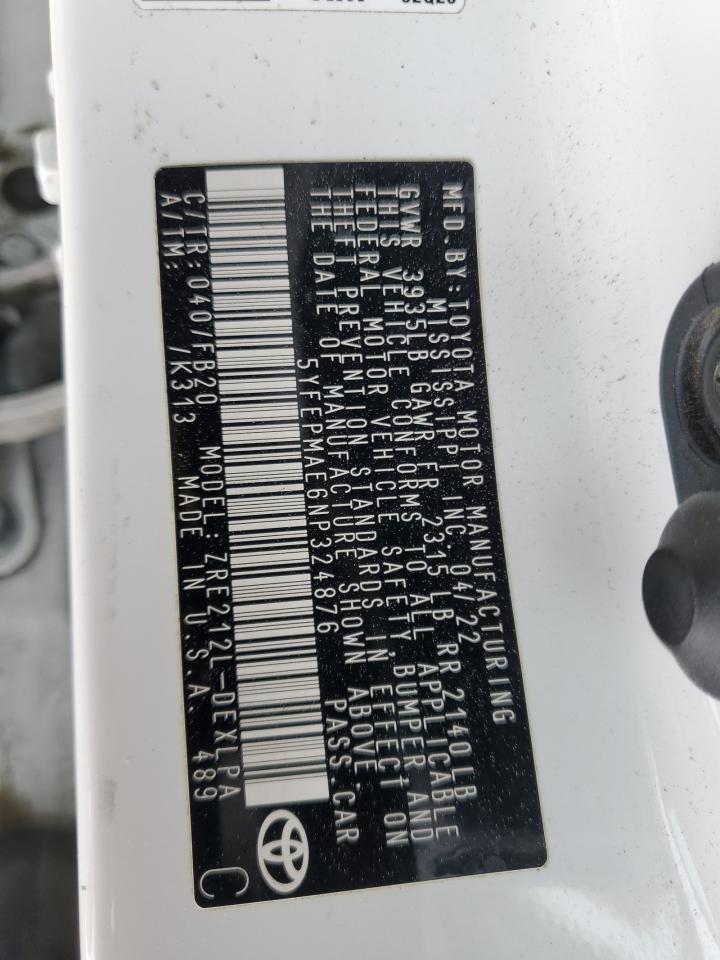 MFD.BY:TOYOTA MOTOR MANUFACTURING
MISSISSIPPI INC 04/22
GVWR 3935LB GAWR FR 2315 LB RR 2140LB
THIS VEHICLE CONFORMS TO ALL APPLICABLE
FEDERAL MOTOR VEHICLE SAFETY,BUMPER,AND
THEFT PREVENTION STANDARDS IN EFFECT ON
THE DATE OF MANUFACTURE SHOWN ABOVE.
5YFEPMAE6NP324876 PASS.CAR
C/TR:040/FB20 MODEL:ZRE212L-DEXLPA
A/TM: /K313 MADE IN U.S.A. 489
C